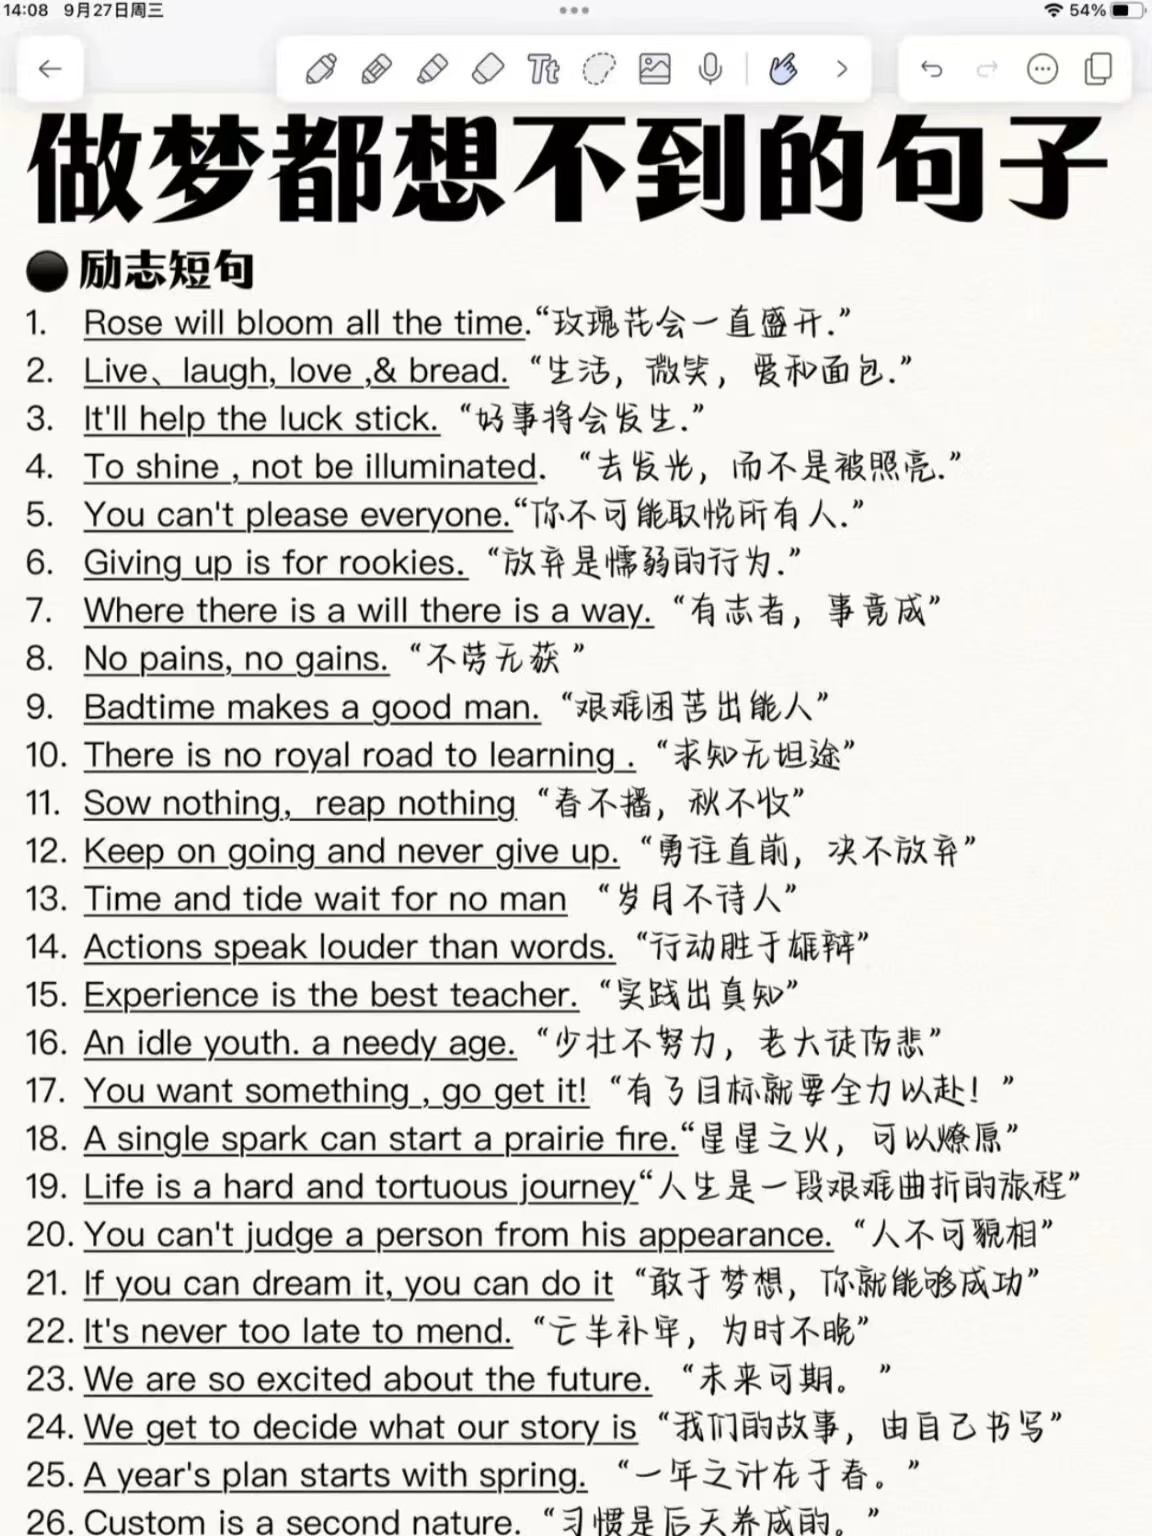 14:08 9月27日周三 54%
Tt
做梦都想不到的句子
励志短句
1. Rose will bloom all the time.“玫瑰花会一直盛开.”
2. Live、laugh, love ,& bread. “生活，微笑，爱和面包.”
3. It'll help the luck stick. “好事将会发生.”
4. To shine , not be illuminated. “去发光，而不是被照亮.”
5. You can't please everyone.“你不可能取悦所有人.”
6. Giving up is for rookies. “放弃是懦弱的行为.”
7. Where there is a will there is a way. “有志者，事竟成”
8. No pains, no gains. “不劳无获 ”
9. Badtime makes a good man. “艰难困苦出能人”
10. There is no royal road to learning . “求知无坦途”
11. Sow nothing，reap nothing “春不播，秋不收”
12. Keep on going and never give up. “勇往直前，决不放弃”
13. Time and tide wait for no man “岁月不待人”
14. Actions speak louder than words. “行动胜于雄辩”
15. Experience is the best teacher. “实践出真知”
16. An idle youth. a needy age. “少壮不努力，老大徒伤悲”
17. You want something , go get it! “有了目标就要全力以赴！”
18. A single spark can start a prairie fire.“星星之火，可以燎原”
19. Life is a hard and tortuous journey“人生是一段艰难曲折的旅程”
20. You can't judge a person from his appearance. “人不可貌相”
21. If you can dream it, you can do it “敢于梦想，你就能够成功”
22. It's never too late to mend. “亡羊补牢，为时不晚”
23. We are so excited about the future. “未来可期。”
24. We get to decide what our story is “我们的故事，由自己书写”
25. A year's plan starts with spring. “一年之计在于春。”
26. Custom is a second nature. “习惯是后天养成的。”